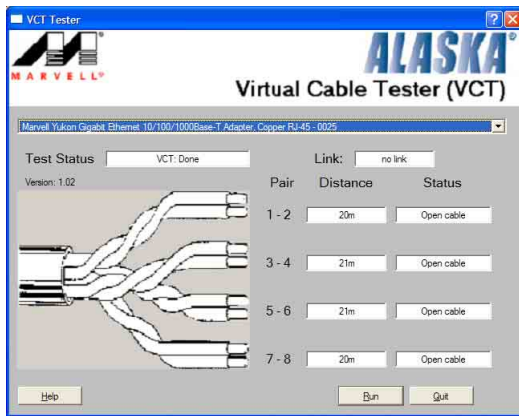 VCT Tester
MARVELL®
ALASKA®
Virtual Cable Tester (VCT)
Marvell Yukon Gigabit Ethernet 10/100/1000Base-T Adapter, Copper RJ-45 - 0025
Test Status VCT: Done Link: no link
Version: 1.02
Pair Distance Status
1 - 2 20m Open cable
3 - 4 21m Open cable
5 - 6 21m Open cable
7 - 8 20m Open cable
Help Run Quit